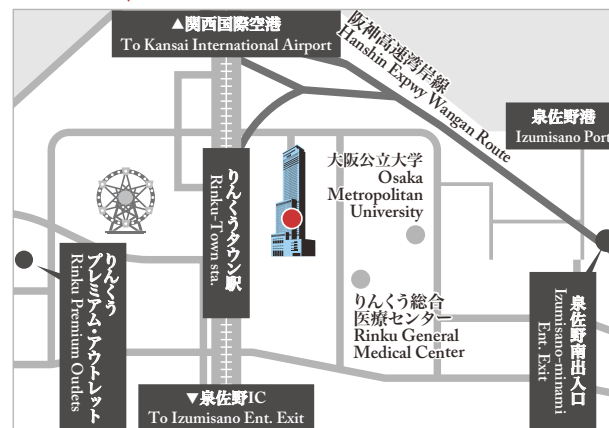 ▲関西国際空港
To Kansai International Airport
阪神高速湾岸線
Hanshin Expwy Wangan Route
泉佐野港
Izumisano Port
大阪公立大学
Osaka
Metropolitan
University
りんくうタウン駅
Rinku-Town sta.
りんくう
プレミアム・アウトレット
Rinku Premium Outlets
りんくう総合
医療センター
Rinku General
Medical Center
泉佐野南出入口
Izumisano-minami
Ent. Exit
▼泉佐野IC
To Izumisano Ent. Exit